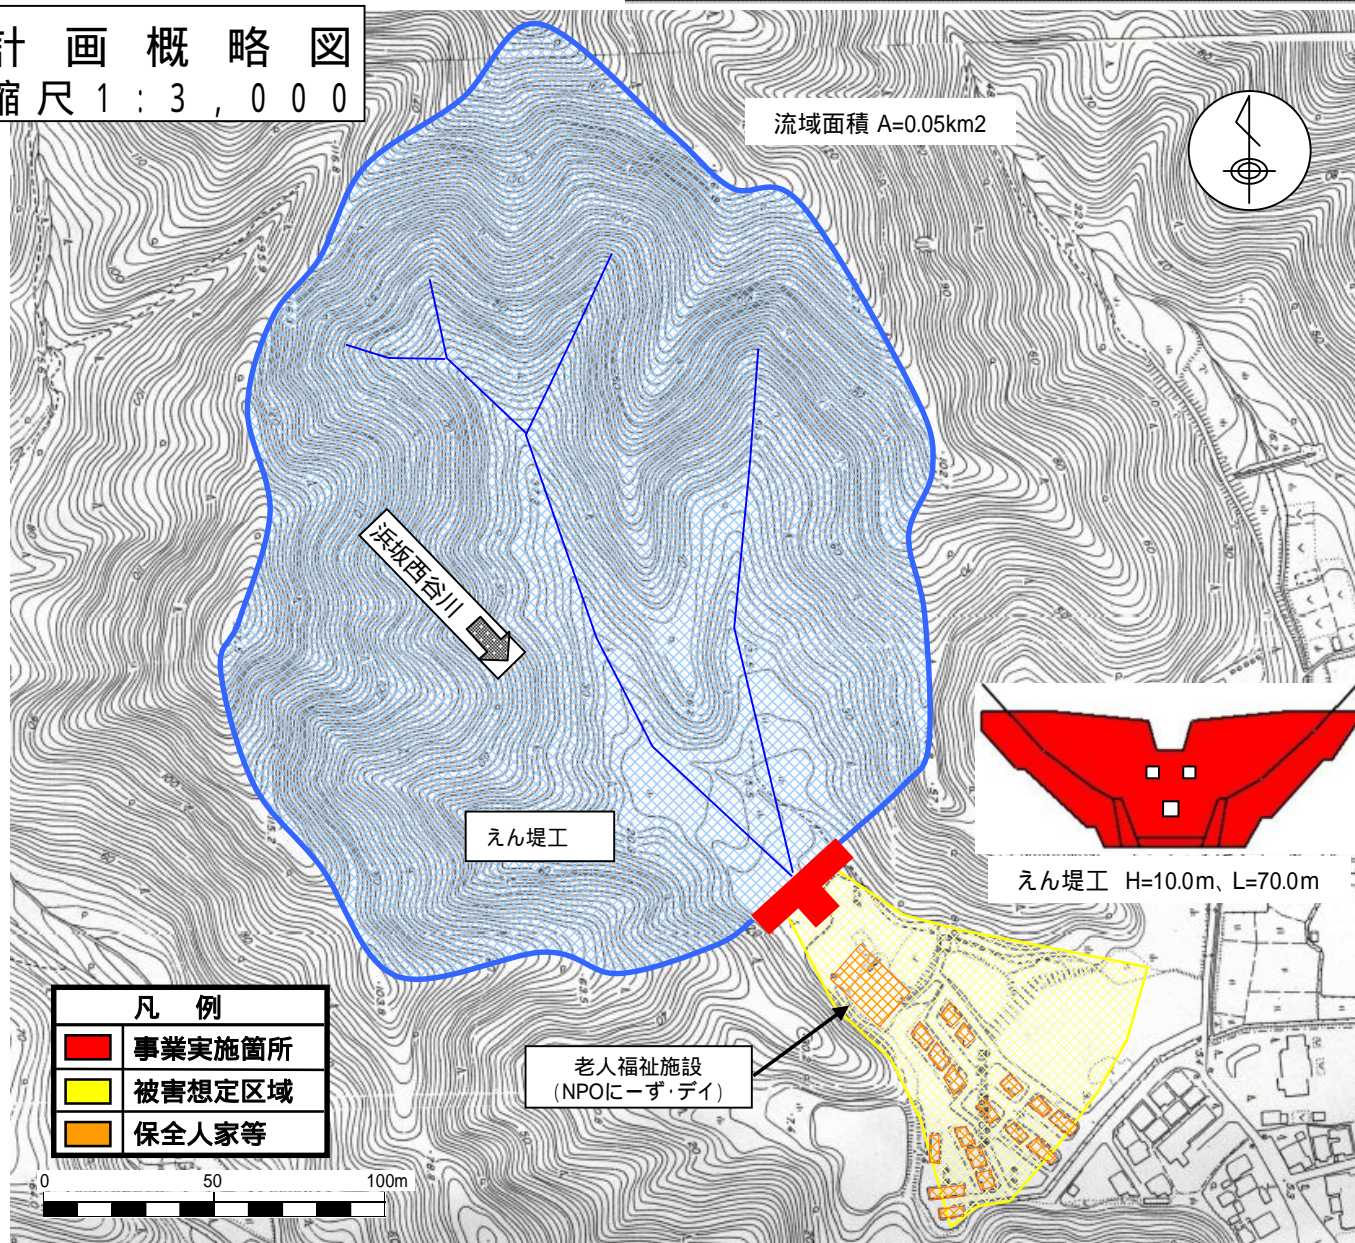 計画概略図
縮尺1:3,000
流域面積 A=0.05km2
浜坂西谷川
えん堤工
えん堤工 H=10.0m、L=70.0m
老人福祉施設
(NPOにーず・デイ)
凡 例
事業実施箇所
被害想定区域
保全人家等
0 50 100m